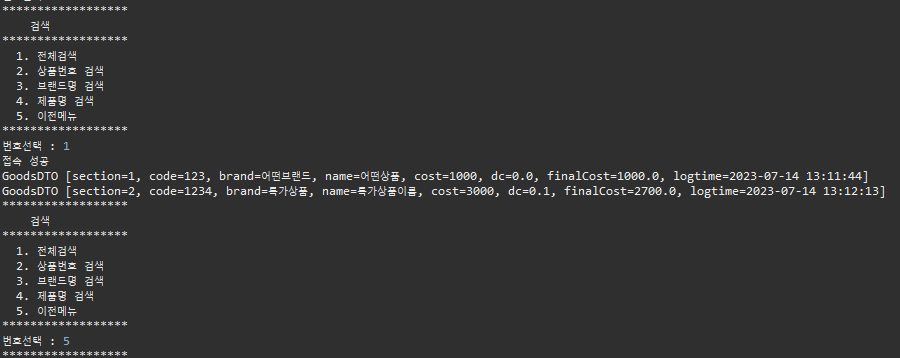 ******************
검색
******************
1. 전체검색
2. 상품번호 검색
3. 브랜드명 검색
4. 제품명 검색
5. 이전메뉴
******************
번호선택 : 1
접속 성공
GoodsDTO [section=1, code=123, brand=어떤브랜드, name=어떤상품, cost=1000, dc=0.0, finalCost=1000.0, logtime=2023-07-14 13:11:44]
GoodsDTO [section=2, code=1234, brand=특가상품, name=특가상품이름, cost=3000, dc=0.1, finalCost=2700.0, logtime=2023-07-14 13:12:13]
******************
검색
******************
1. 전체검색
2. 상품번호 검색
3. 브랜드명 검색
4. 제품명 검색
5. 이전메뉴
******************
번호선택 : 5
******************